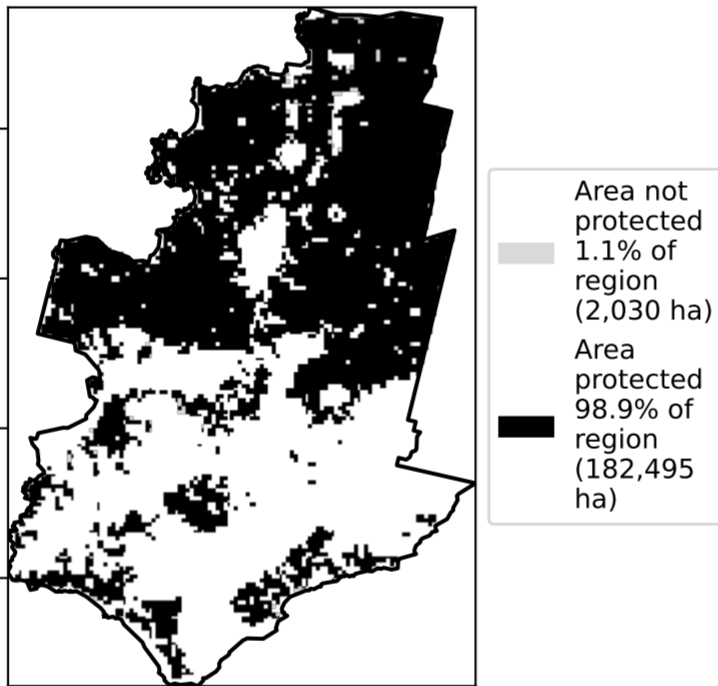 Area not
protected
1.1% of
region
(2,030 ha)
Area
protected
98.9% of
region
(182,495
ha)